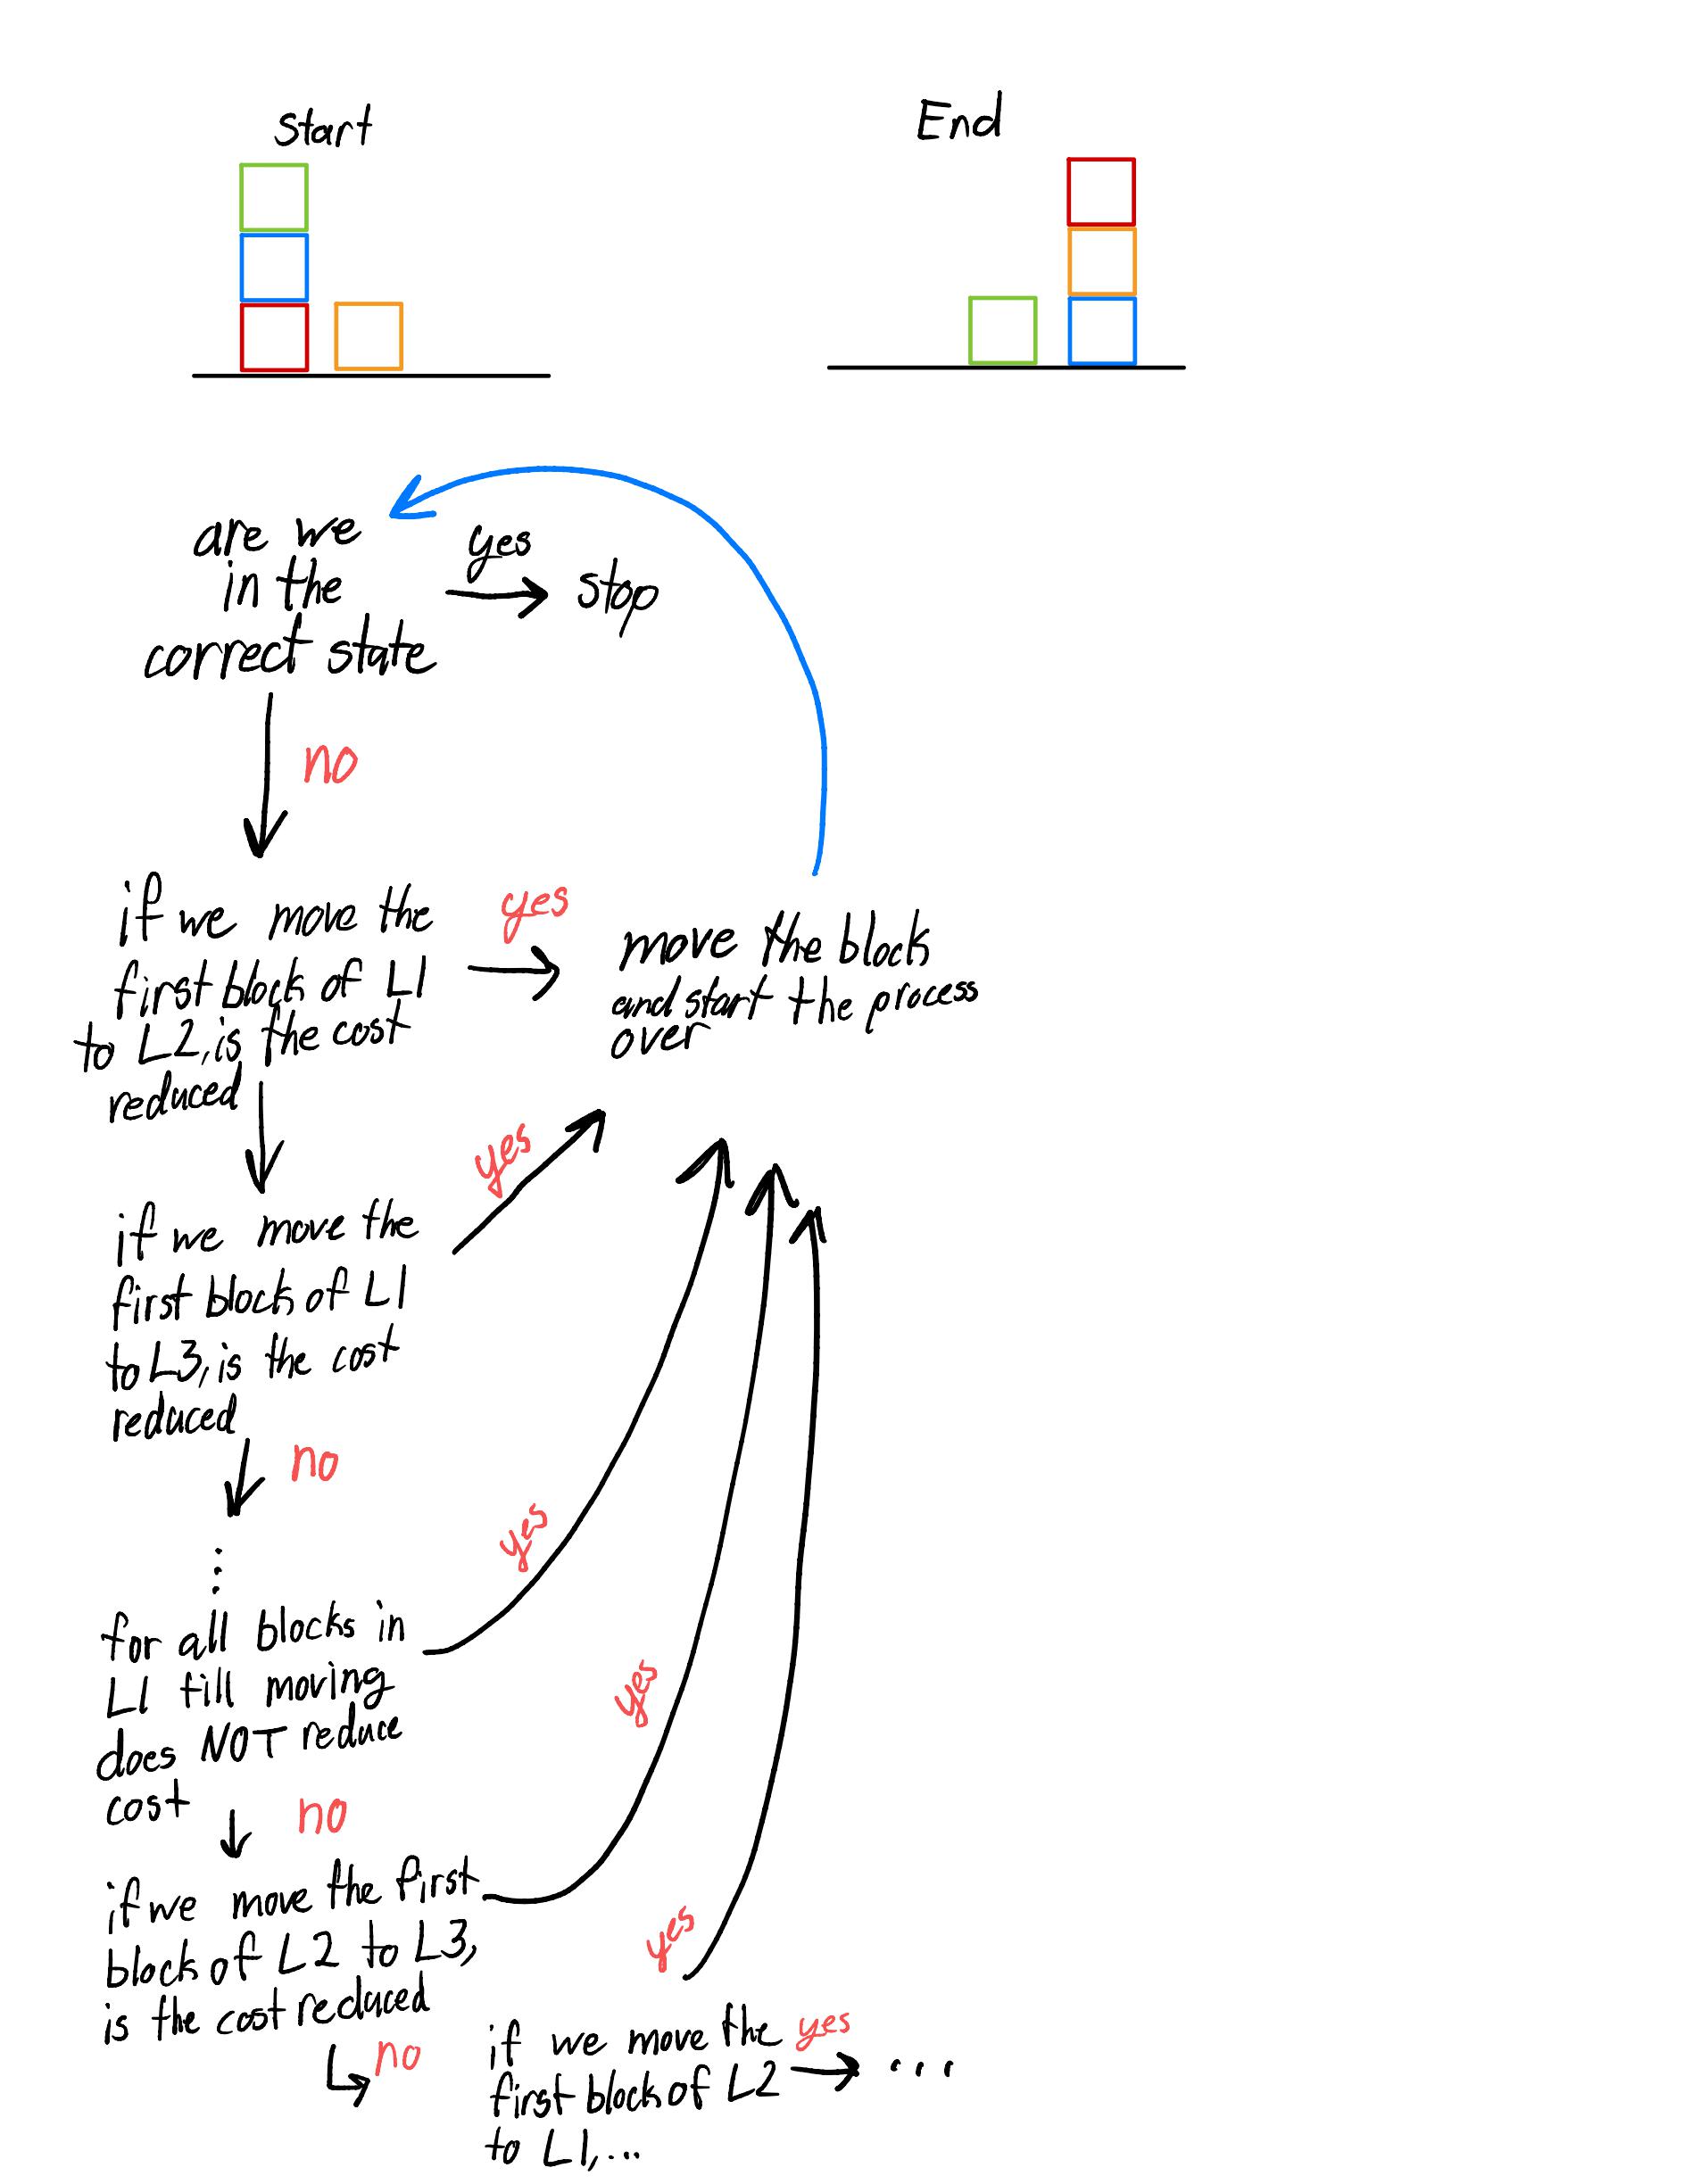 Start
End
are we
in the
correct state
yes
stop
no
if we move the
first block of L1
to L2, is the cost
reduced
yes
move the block
and start the process
over
if we move the
first block of L1
to L3, is the cost
reduced
yes
no
...
for all blocks in
L1 till moving
does NOT reduce
cost
yes
no
if we move the first
block of L2 to L3,
is the cost reduced
yes
no
if we move the
first block of L2
to L1,...
yes
yes
...